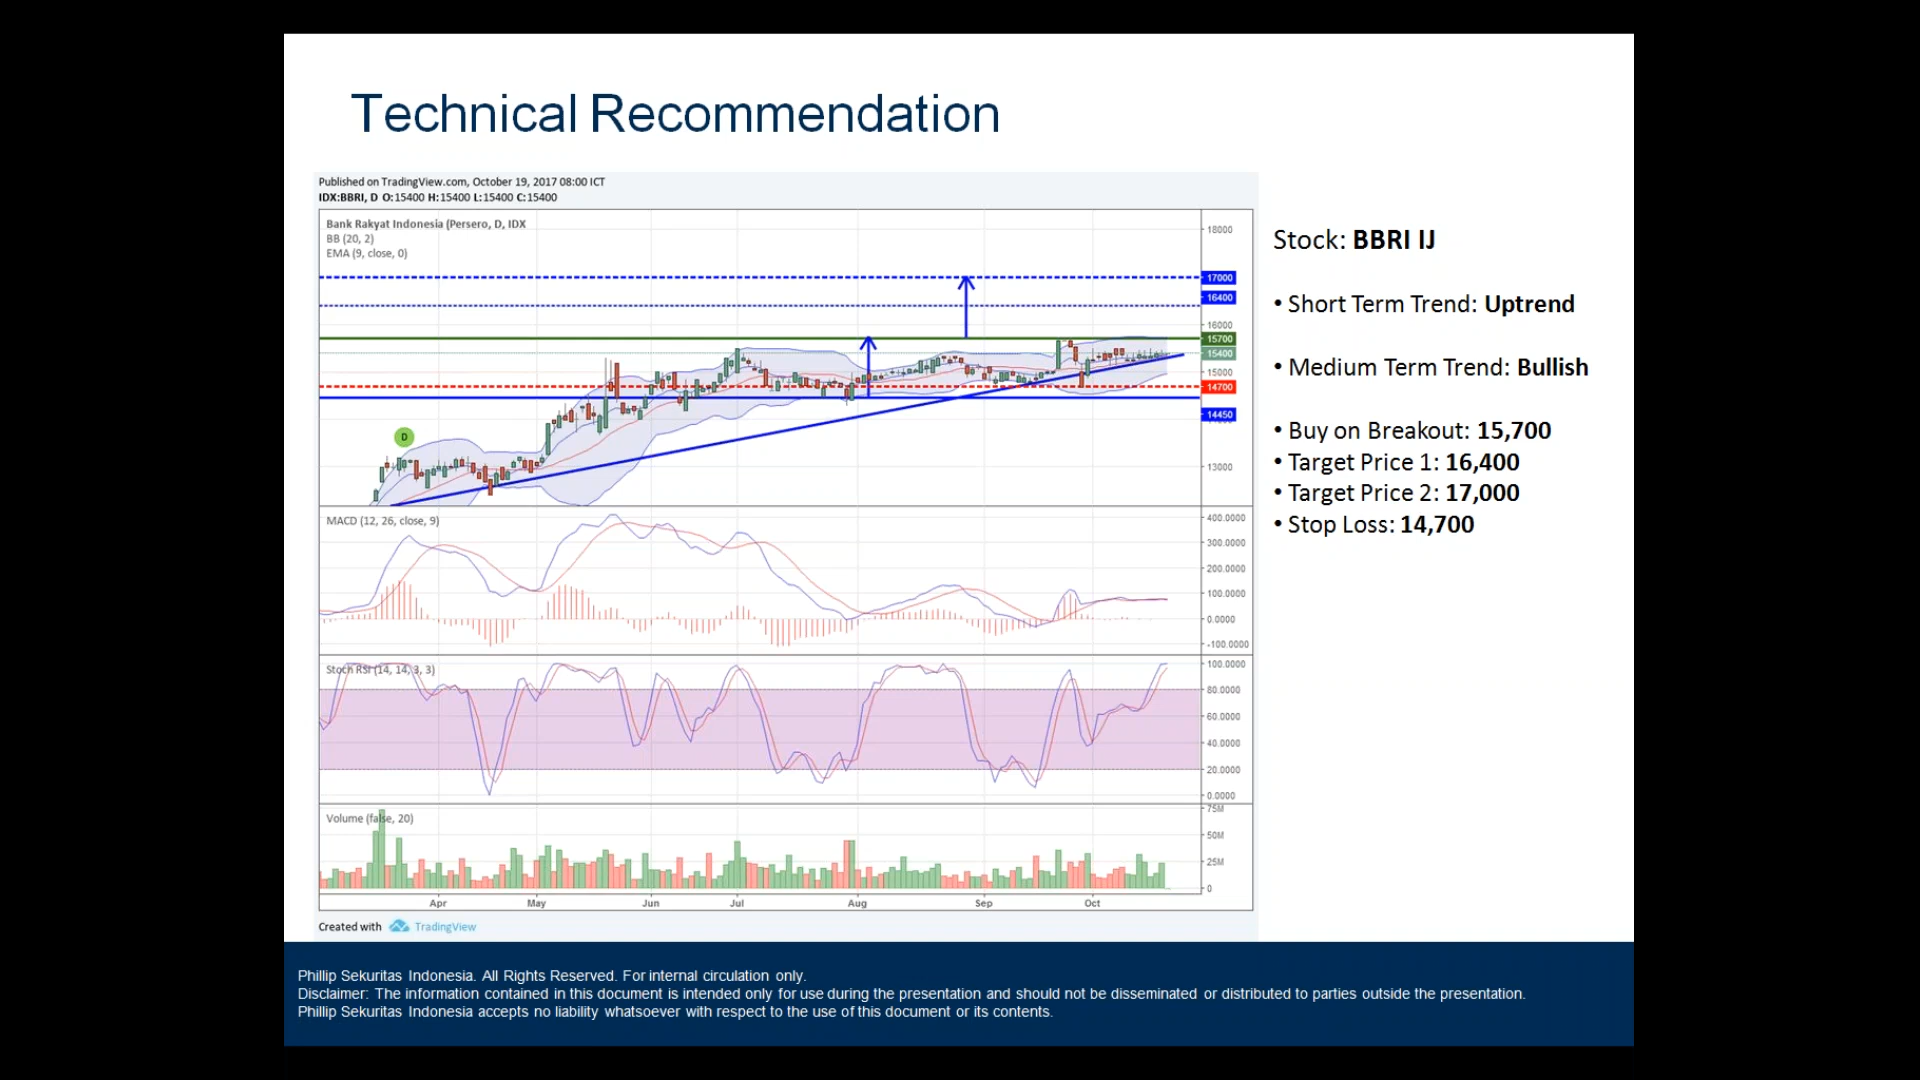 Technical Recommendation
Published on TradingView.com, October 19, 2017 08:00 ICT
IDX:BBRI, D O:15400 H:15400 L:15400 C:15400
Bank Rakyat Indonesia (Persero, D, IDX
BB (20, 2)
EMA (9, close, 0)
18000
17000
16400
16000
15700
15400
15000
14700
14450
13000
D
MACD (12, 26, close, 9)
400.0000
300.0000
200.0000
100.0000
0.0000
-100.0000
Stoch RSI (14, 14, 3, 3)
100.0000
80.0000
60.0000
40.0000
20.0000
0.0000
Volume (false, 20)
75M
50M
25M
0
Apr May Jun Jul Aug Sep Oct
Created with TradingView
Stock: BBRI IJ
• Short Term Trend: Uptrend
• Medium Term Trend: Bullish
• Buy on Breakout: 15,700
• Target Price 1: 16,400
• Target Price 2: 17,000
• Stop Loss: 14,700
Phillip Sekuritas Indonesia. All Rights Reserved. For internal circulation only.
Disclaimer: The information contained in this document is intended only for use during the presentation and should not be disseminated or distributed to parties outside the presentation.
Phillip Sekuritas Indonesia accepts no liability whatsoever with respect to the use of this document or its contents.